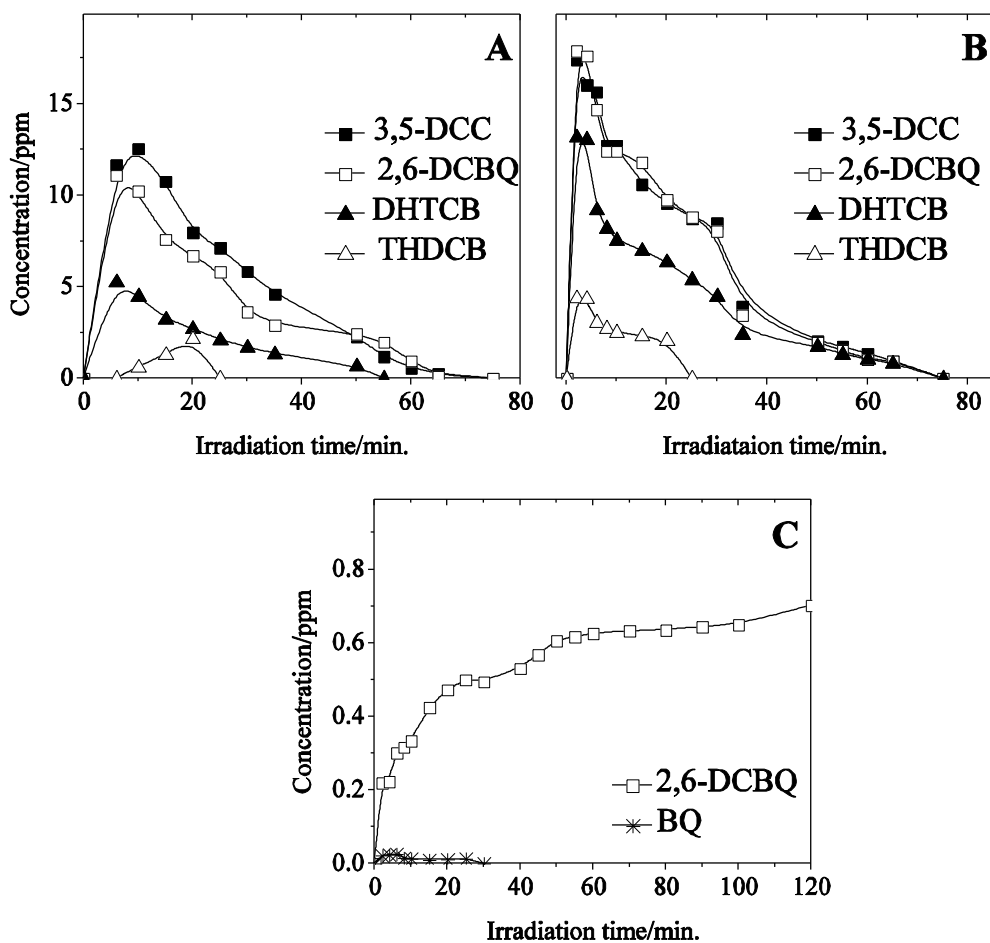 A
3,5-DCC
2,6-DCBQ
DHTCB
THDCB
Concentration/ppm
15
10
5
0
0 20 40 60 80
Irradiation time/min.
B
3,5-DCC
2,6-DCBQ
DHTCB
THDCB
0 20 40 60 80
Irradiataion time/min.
C
Concentration/ppm
0.8
0.6
0.4
0.2
0.0
2,6-DCBQ
BQ
0 20 40 60 80 100 120
Irradiation time/min.